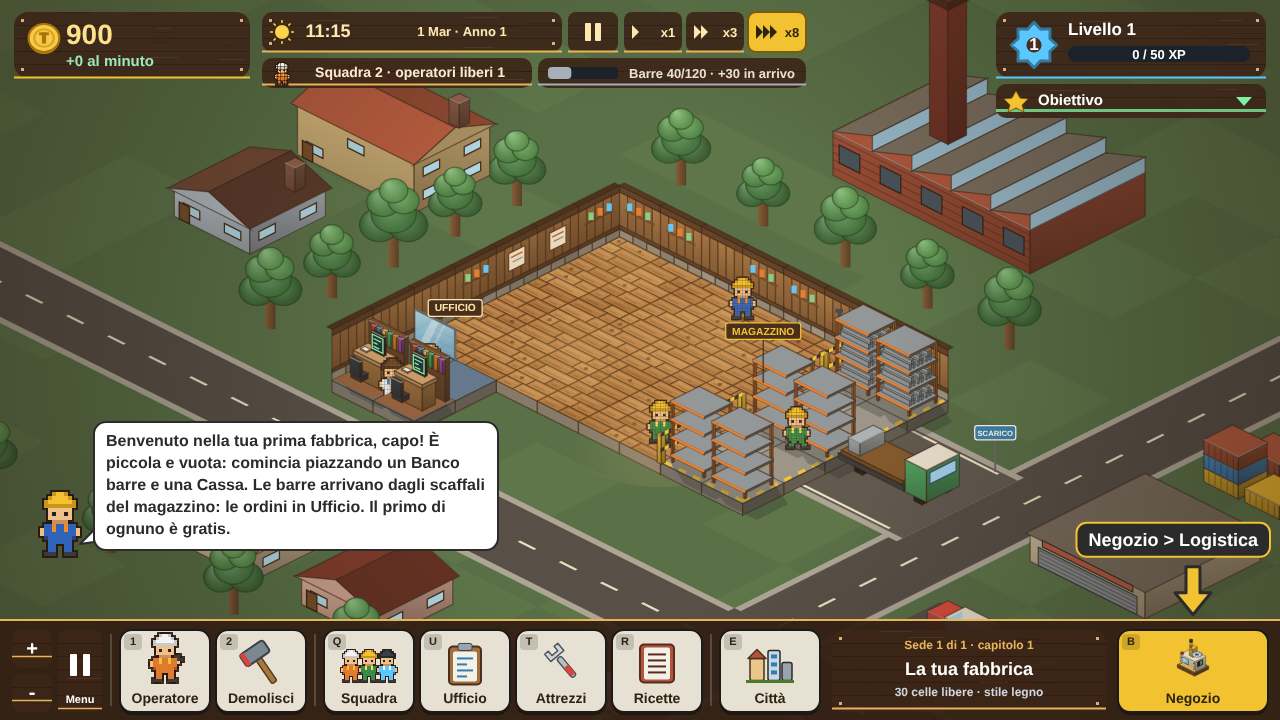 900
+0 al minuto
11:15
1 Mar · Anno 1
x1
x3
x8
Livello 1
1
0 / 50 XP
Squadra 2 · operatori liberi 1
Barre 40/120 · +30 in arrivo
Obiettivo
UFFICIO
MAGAZZINO
SCARICO
Benvenuto nella tua prima fabbrica, capo! È
piccola e vuota: comincia piazzando un Banco
barre e una Cassa. Le barre arrivano dagli scaffali
del magazzino: le ordini in Ufficio. Il primo di
ognuno è gratis.
Negozio > Logistica
+
-
Menu
1
Operatore
2
Demolisci
Q
Squadra
U
Ufficio
T
Attrezzi
R
Ricette
E
Città
Sede 1 di 1 · capitolo 1
La tua fabbrica
30 celle libere · stile legno
B
Negozio